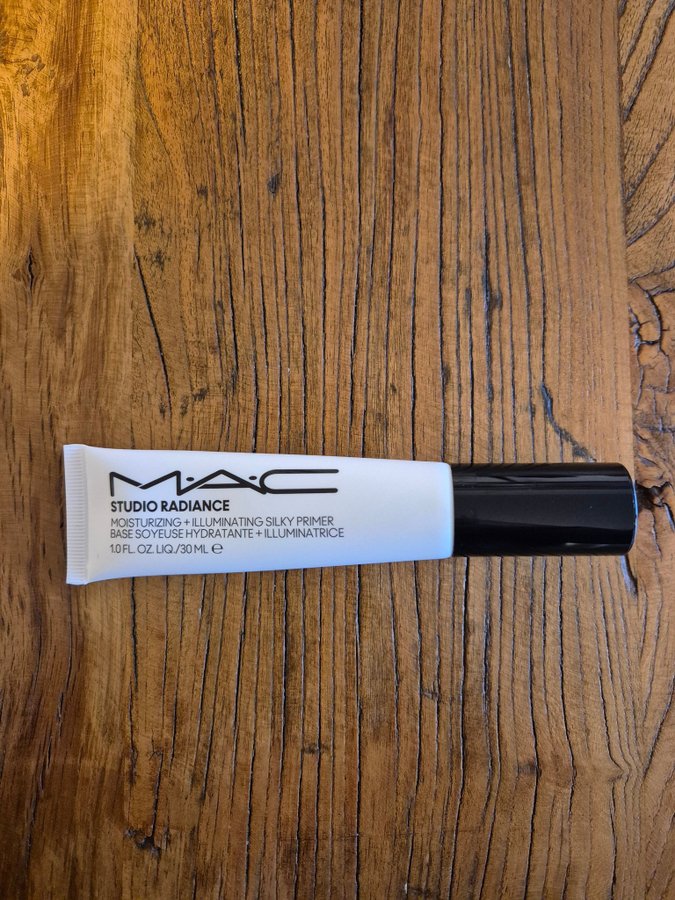 M·A·C
STUDIO RADIANCE
MOISTURIZING + ILLUMINATING SILKY PRIMER
BASE SOYEUSE HYDRATANTE + ILLUMINATRICE
1.0 FL. OZ. LIQ./30 ML ℮